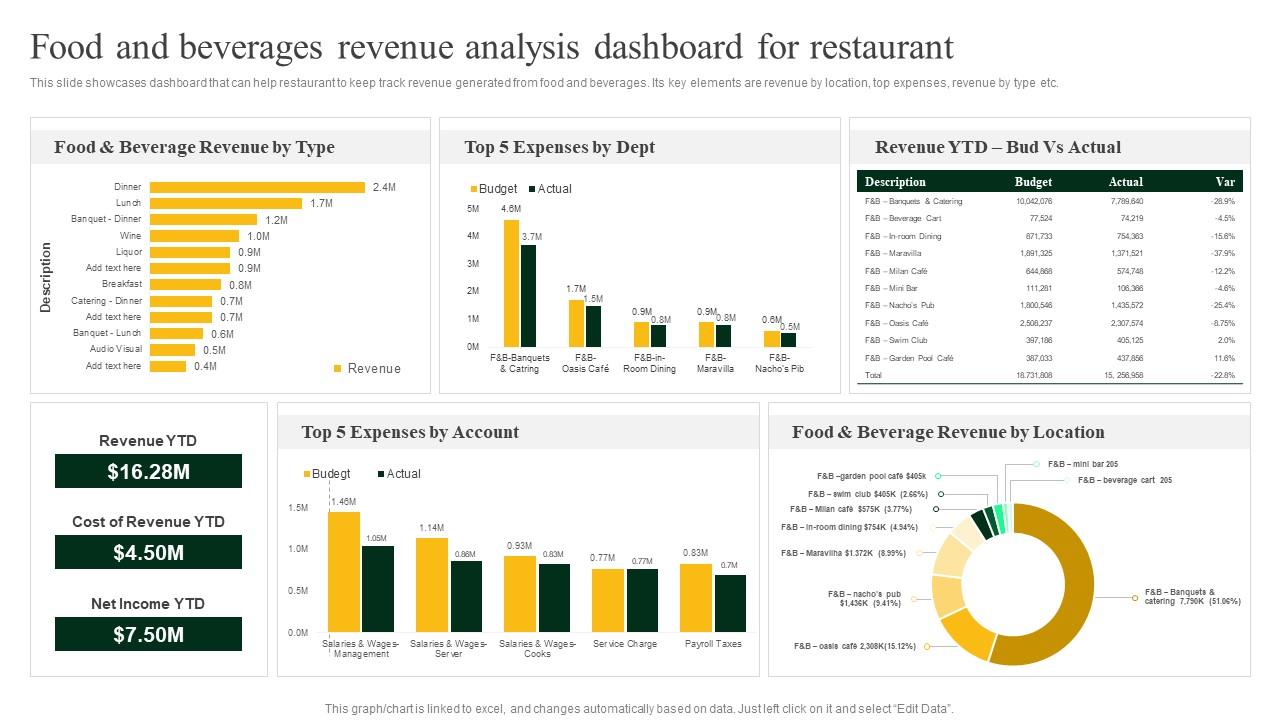 Food and beverages revenue analysis dashboard for restaurant
This slide showcases dashboard that can help restaurant to keep track revenue generated from food and beverages. Its key elements are revenue by location, top expenses, revenue by type etc.
Food & Beverage Revenue by Type
Description
Dinner 2.4M
Lunch 1.7M
Banquet - Dinner 1.2M
Wine 1.0M
Liquor 0.9M
Add text here 0.9M
Breakfast 0.8M
Catering - Dinner 0.7M
Add text here 0.7M
Banquet - Lunch 0.6M
Audio Visual 0.5M
Add text here 0.4M
Revenue
Top 5 Expenses by Dept
Budget Actual
5M
4M
3M
2M
1M
0M
4.6M 3.7M
1.7M 1.5M
0.9M 0.8M
0.9M 0.8M
0.6M 0.5M
F&B-Banquets
& Catring
F&B-
Oasis Café
F&B-in-
Room Dining
F&B-
Maravilla
F&B-
Nacho's Pib
Revenue YTD – Bud Vs Actual
Description Budget Actual Var
F&B – Banquets & Catering 10,042,076 7,789,640 -28.9%
F&B – Beverage Cart 77,524 74,219 -4.5%
F&B – In-room Dining 871,733 754,363 -15.6%
F&B – Maravilla 1,891,325 1,371,521 -37.9%
F&B – Milan Café 644,868 574,748 -12.2%
F&B – Mini Bar 111,281 106,366 -4.6%
F&B – Nacho's Pub 1,800,546 1,435,572 -25.4%
F&B – Oasis Café 2,508,237 2,307,574 -8.75%
F&B – Swim Club 397,186 405,125 2.0%
F&B – Garden Pool Café 387,033 437,856 11.6%
Total 18.731,808 15, 256,958 -22.8%
Revenue YTD
$16.28M
Cost of Revenue YTD
$4.50M
Net Income YTD
$7.50M
Top 5 Expenses by Account
Budegt Actual
1.5M
1.0M
0.5M
0.0M
1.46M 1.05M
1.14M 0.86M
0.93M 0.83M
0.77M 0.77M
0.83M 0.7M
Salaries & Wages-
Management
Salaries & Wages-
Server
Salaries & Wages-
Cooks
Service Charge
Payroll Taxes
Food & Beverage Revenue by Location
F&B – mini bar 205
F&B – beverage cart 205
F&B –garden pool café $405k
F&B – swim club $405K (2.66%)
F&B – Milan café $575K (3.77%)
F&B – in-room dining $754K (4.94%)
F&B – Maravilha $1.372K (8.99%)
F&B – nacho's pub
$1,436K (9.41%)
F&B – oasis café 2,308K(15.12%)
F&B – Banquets &
catering 7,790K (51.06%)
This graph/chart is linked to excel, and changes automatically based on data. Just left click on it and select “Edit Data”.